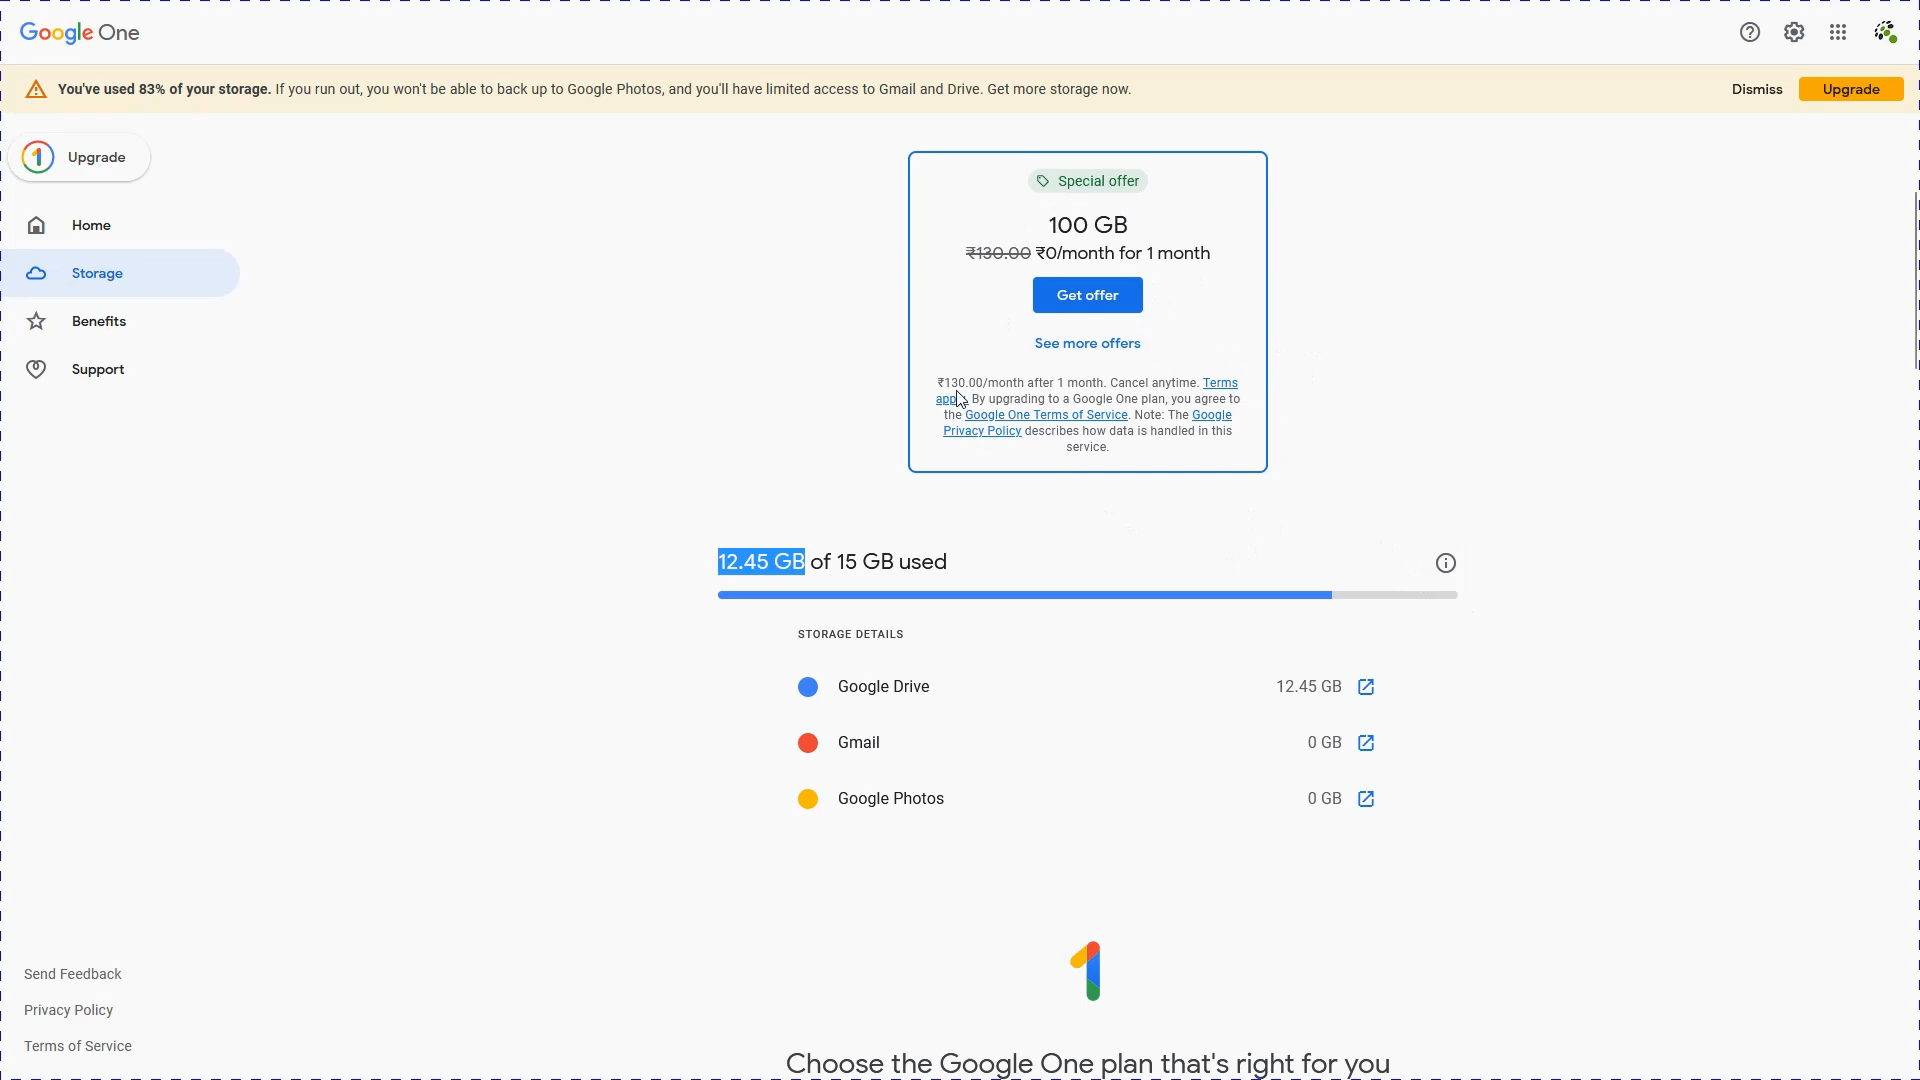 Google One
You've used 83% of your storage. If you run out, you won't be able to back up to Google Photos, and you'll have limited access to Gmail and Drive. Get more storage now.
Dismiss
Upgrade
Upgrade
Home
Storage
Benefits
Support
Special offer
100 GB
₹130.00 ₹0/month for 1 month
Get offer
See more offers
₹130.00/month after 1 month. Cancel anytime. Terms
By upgrading to a Google One plan, you agree to
the Google One Terms of Service. Note: The Google
Privacy Policy describes how data is handled in this
service.
12.45 GB of 15 GB used
STORAGE DETAILS
Google Drive 12.45 GB
Gmail 0 GB
Google Photos 0 GB
Send Feedback
Privacy Policy
Terms of Service
Choose the Google One plan that's right for you